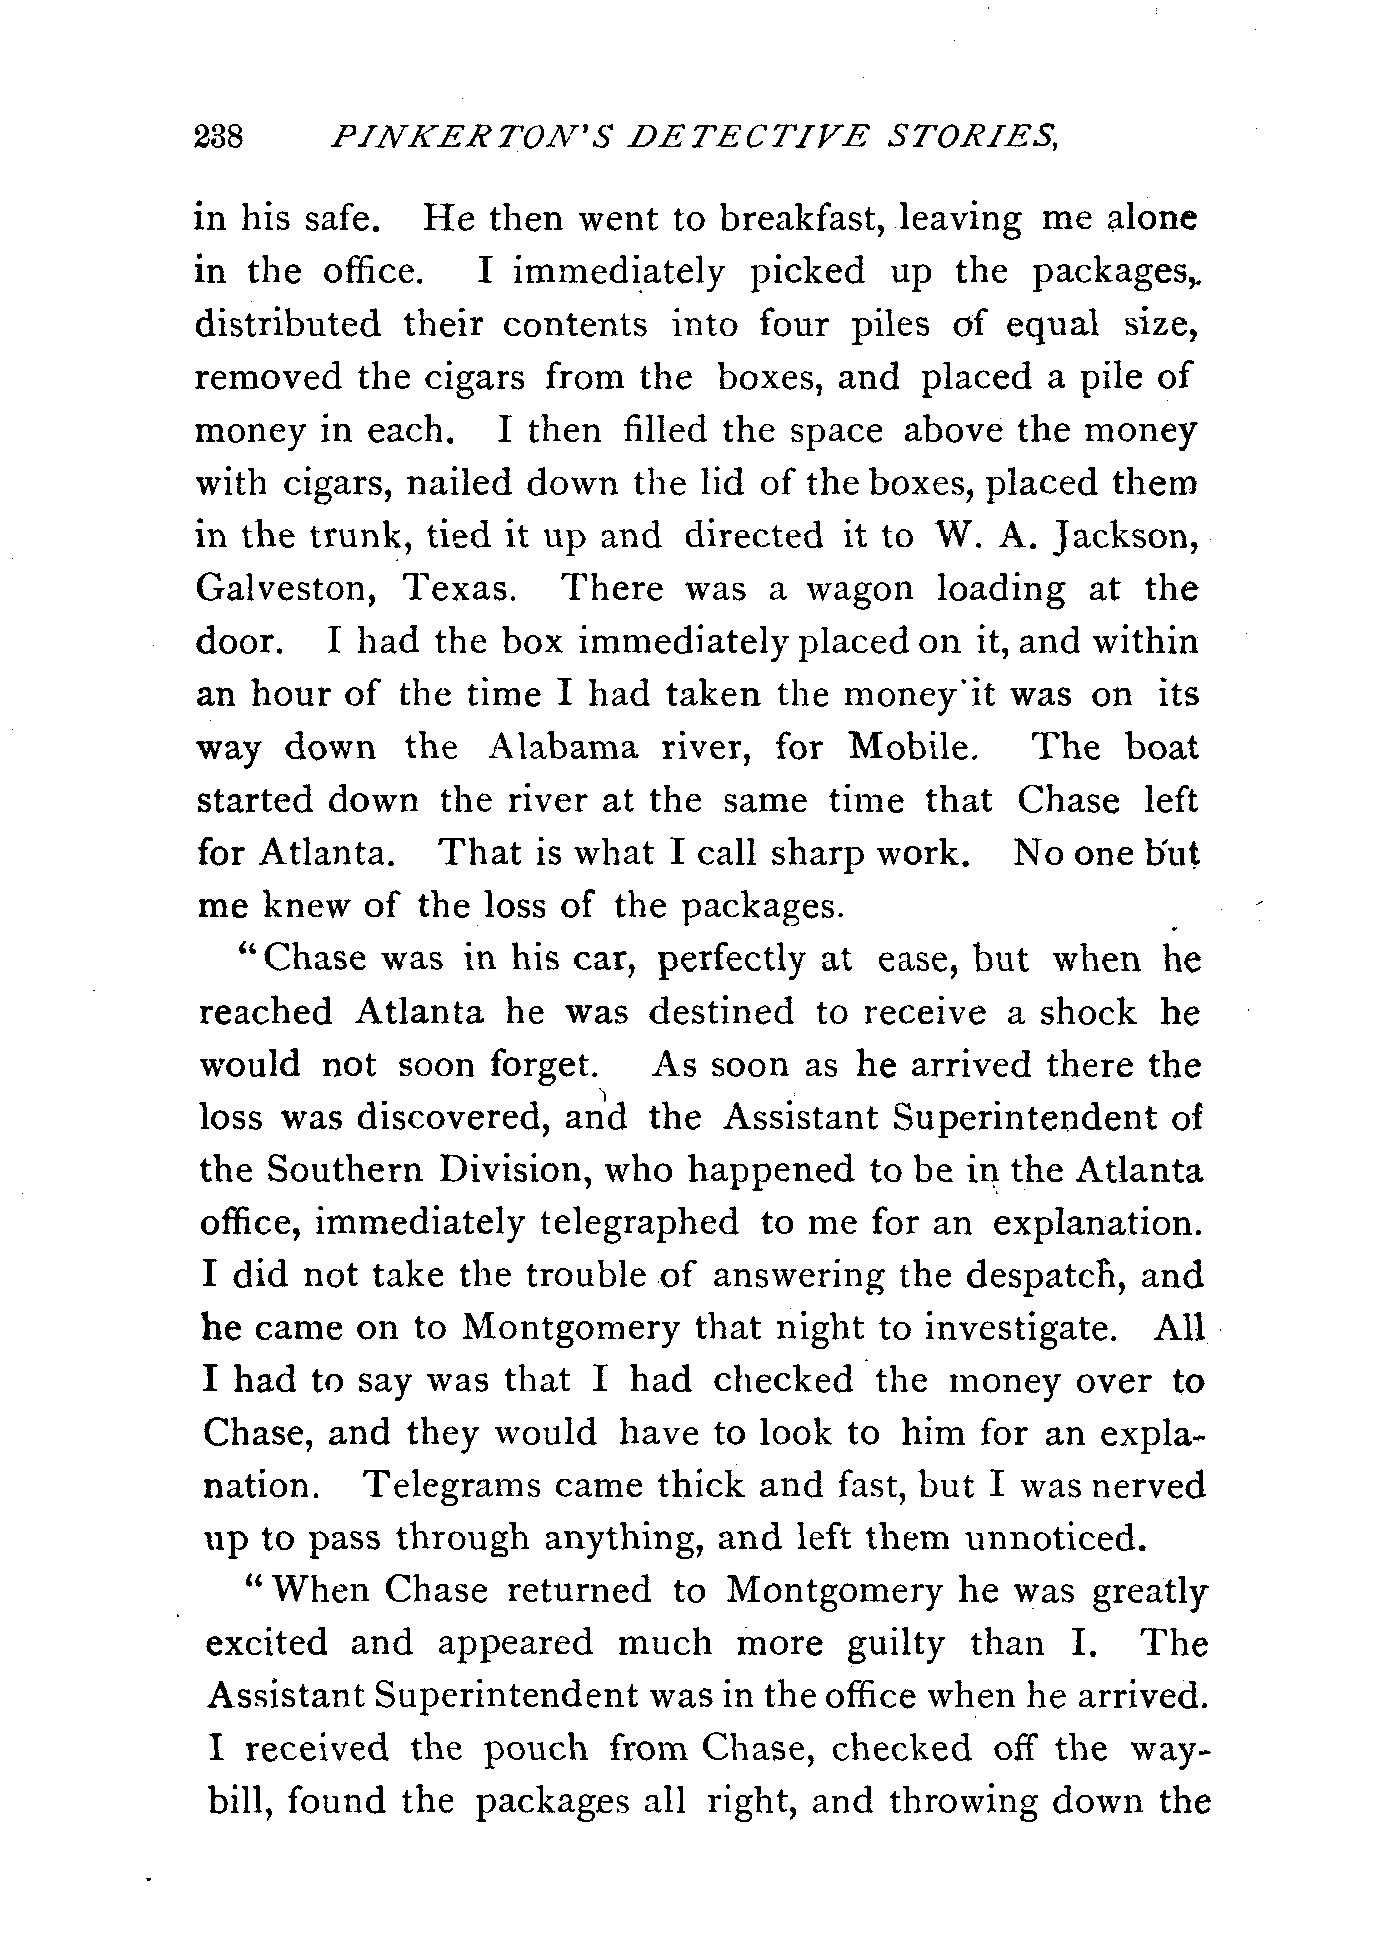 238 PINKERTON'S DETECTIVE STORIES,
in his safe. He then went to breakfast, leaving me alone
in the office. I immediately picked up the packages,
distributed their contents into four piles of equal size,
removed the cigars from the boxes, and placed a pile of
money in each. I then filled the space above the money
with cigars, nailed down the lid of the boxes, placed them
in the trunk, tied it up and directed it to W. A. Jackson,
Galveston, Texas. There was a wagon loading at the
door. I had the box immediately placed on it, and within
an hour of the time I had taken the money it was on its
way down the Alabama river, for Mobile. The boat
started down the river at the same time that Chase left
for Atlanta. That is what I call sharp work. No one but
me knew of the loss of the packages.
"Chase was in his car, perfectly at ease, but when he
reached Atlanta he was destined to receive a shock he
would not soon forget. As soon as he arrived there the
loss was discovered, and the Assistant Superintendent of
the Southern Division, who happened to be in the Atlanta
office, immediately telegraphed to me for an explanation.
I did not take the trouble of answering the despatch, and
he came on to Montgomery that night to investigate. All
I had to say was that I had checked the money over to
Chase, and they would have to look to him for an expla-
nation. Telegrams came thick and fast, but I was nerved
up to pass through anything, and left them unnoticed.
"When Chase returned to Montgomery he was greatly
excited and appeared much more guilty than I. The
Assistant Superintendent was in the office when he arrived.
I received the pouch from Chase, checked off the way-
bill, found the packages all right, and throwing down the